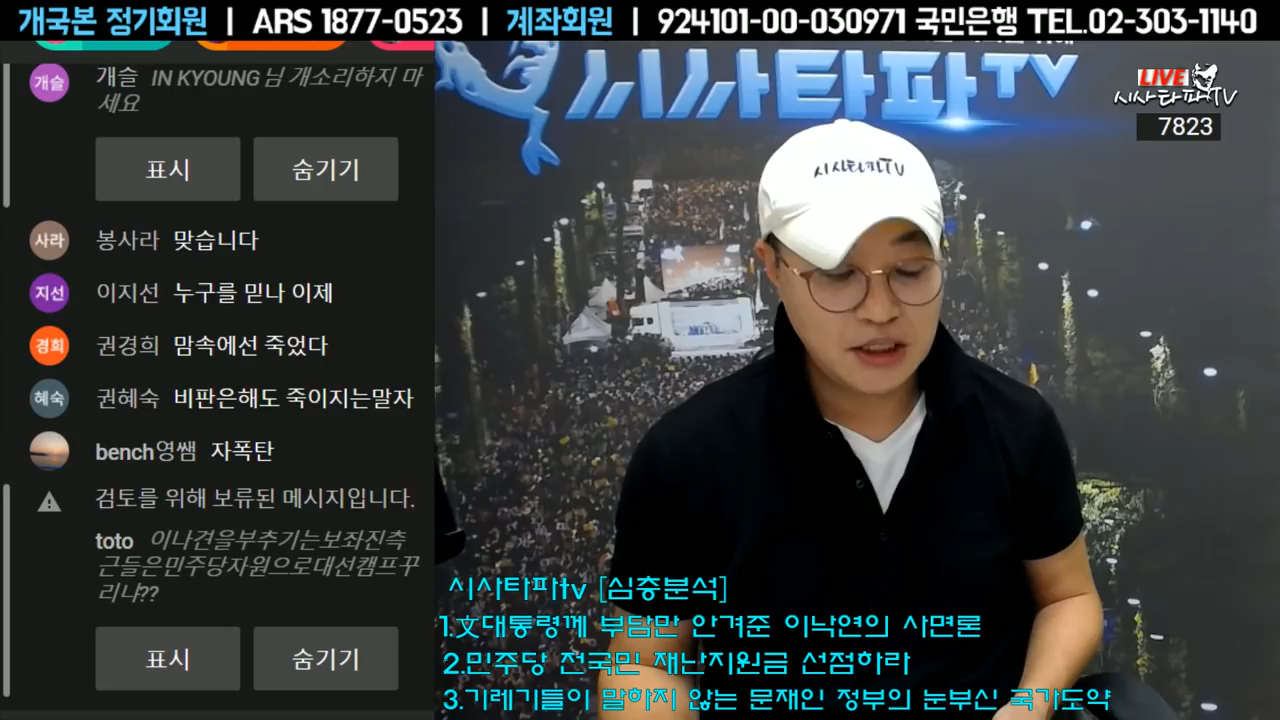 개국본 정기회원 | ARS 1877-0523 | 계좌회원 | 924101-00-030971 국민은행 TEL.02-303-1140
개슬 개슬 IN KYOUNG 님 개소리하지 마
세요
표시 숨기기
사라 봉사라 맞습니다
지선 이지선 누구를 믿나 이제
경희 권경희 맘속에선 죽었다
혜숙 권혜숙 비판은해도 죽이지는말자
bench영쌤 자폭탄
검토를 위해 보류된 메시지입니다.
toto 이나견을부추기는보좌진측
근들은민주당자원으로대선캠프꾸
리냐??
표시 숨기기
시사타파TV
LIVE
시사타파TV
7823
시사타파TV
시사타파tv [심층분석]
1.文대통령께 부담만 안겨준 이낙연의 사면론
2.민주당 전국민 재난지원금 선점하라
3.기레기들이 말하지 않는 문재인 정부의 눈부신 국가도약